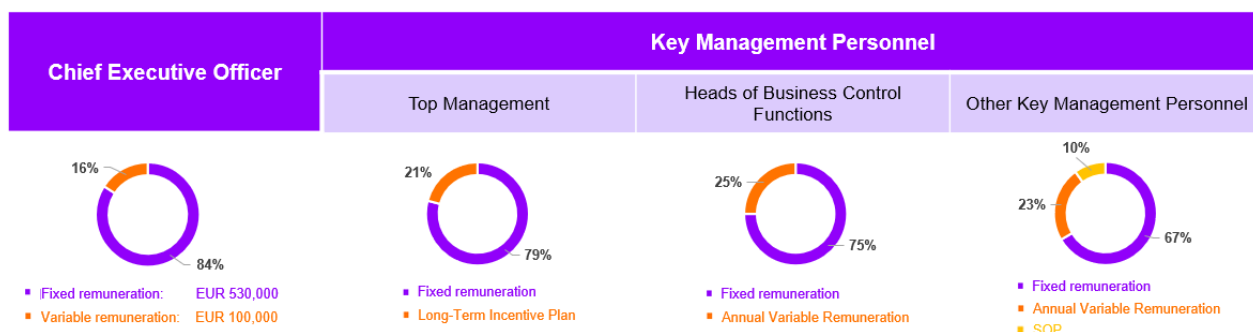 Chief Executive Officer
Key Management Personnel
Top Management
Heads of Business Control
Functions
Other Key Management Personnel
16%
84%
Fixed remuneration: EUR 530,000
Variable remuneration: EUR 100,000
21%
79%
Fixed remuneration
Long-Term Incentive Plan
25%
75%
Fixed remuneration
Annual Variable Remuneration
10%
23%
67%
Fixed remuneration
Annual Variable Remuneration
SOP